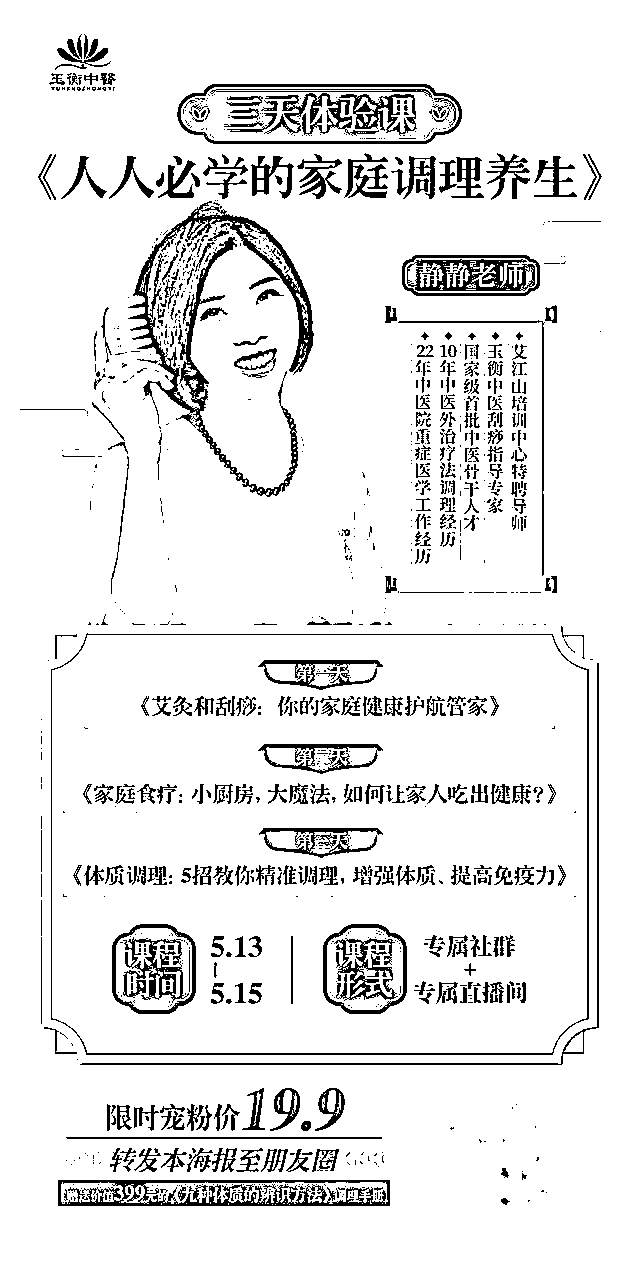 玉衡中醫
YUHENGZHONGYI
三天体验课
《人人必学的家庭调理养生》
静静老师
艾江山培训中心特聘导师
玉衡中医刮痧指导专家
国家级首批中医骨干人才
10年中医外治疗法调理经历
22年中医院重症医学工作经历
第一天
《艾灸和刮痧：你的家庭健康护航管家》
第二天
《家庭食疗：小厨房，大魔法，如何让家人吃出健康？》
第三天
《体质调理：5招教你精准调理，增强体质、提高免疫力》
课程时间
5.13
5.15
课程形式
专属社群
+
专属直播间
限时宠粉价19.9
转发本海报至朋友圈
赠送价值399元的《九种体质的辨识方法》调理手册